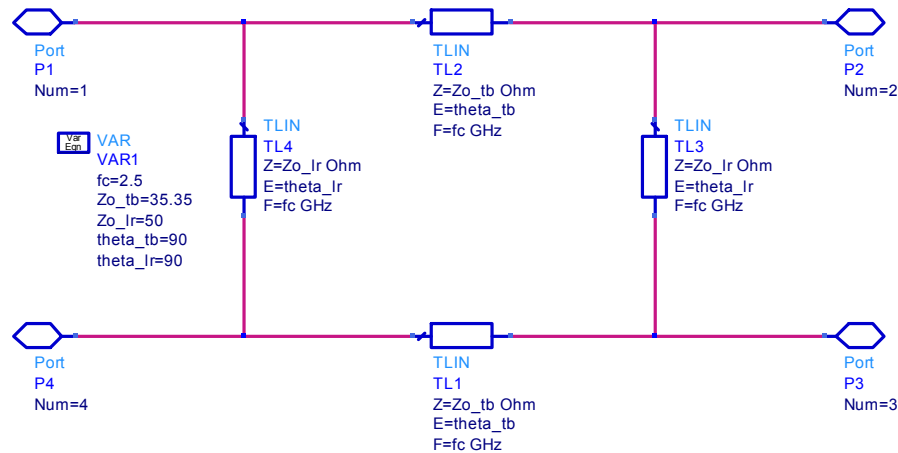 Port
P1
Num=1
TLIN
TL2
Z=Zo_tb Ohm
E=theta_tb
F=fc GHz
Port
P2
Num=2
Var
Eqn
VAR
VAR1
fc=2.5
Zo_tb=35.35
Zo_lr=50
theta_tb=90
theta_lr=90
TLIN
TL4
Z=Zo_lr Ohm
E=theta_lr
F=fc GHz
TLIN
TL3
Z=Zo_lr Ohm
E=theta_lr
F=fc GHz
Port
P4
Num=4
TLIN
TL1
Z=Zo_tb Ohm
E=theta_tb
F=fc GHz
Port
P3
Num=3